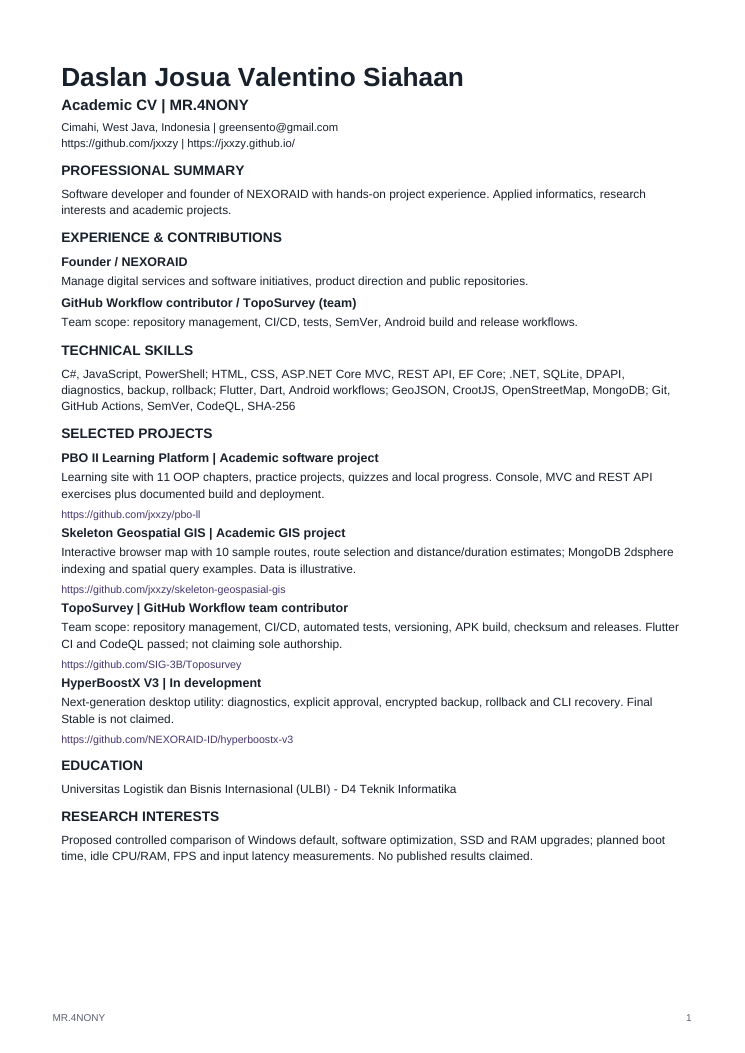 Daslan Josua Valentino Siahaan
Academic CV | MR.4NONY
Cimahi, West Java, Indonesia | greensento@gmail.com
https://github.com/jxxzy | https://jxxzy.github.io/
PROFESSIONAL SUMMARY
Software developer and founder of NEXORAID with hands-on project experience. Applied informatics, research
interests and academic projects.
EXPERIENCE & CONTRIBUTIONS
Founder / NEXORAID
Manage digital services and software initiatives, product direction and public repositories.
GitHub Workflow contributor / TopoSurvey (team)
Team scope: repository management, CI/CD, tests, SemVer, Android build and release workflows.
TECHNICAL SKILLS
C#, JavaScript, PowerShell; HTML, CSS, ASP.NET Core MVC, REST API, EF Core; .NET, SQLite, DPAPI,
diagnostics, backup, rollback; Flutter, Dart, Android workflows; GeoJSON, CrootJS, OpenStreetMap, MongoDB; Git,
GitHub Actions, SemVer, CodeQL, SHA-256
SELECTED PROJECTS
PBO II Learning Platform | Academic software project
Learning site with 11 OOP chapters, practice projects, quizzes and local progress. Console, MVC and REST API
exercises plus documented build and deployment.
https://github.com/jxxzy/pbo-ll
Skeleton Geospatial GIS | Academic GIS project
Interactive browser map with 10 sample routes, route selection and distance/duration estimates; MongoDB 2dsphere
indexing and spatial query examples. Data is illustrative.
https://github.com/jxxzy/skeleton-geospasial-gis
TopoSurvey | GitHub Workflow team contributor
Team scope: repository management, CI/CD, automated tests, versioning, APK build, checksum and releases. Flutter
CI and CodeQL passed; not claiming sole authorship.
https://github.com/SIG-3B/Toposurvey
HyperBoostX V3 | In development
Next-generation desktop utility: diagnostics, explicit approval, encrypted backup, rollback and CLI recovery. Final
Stable is not claimed.
https://github.com/NEXORAID-ID/hyperboostx-v3
EDUCATION
Universitas Logistik dan Bisnis Internasional (ULBI) - D4 Teknik Informatika
RESEARCH INTERESTS
Proposed controlled comparison of Windows default, software optimization, SSD and RAM upgrades; planned boot
time, idle CPU/RAM, FPS and input latency measurements. No published results claimed.
MR.4NONY
1